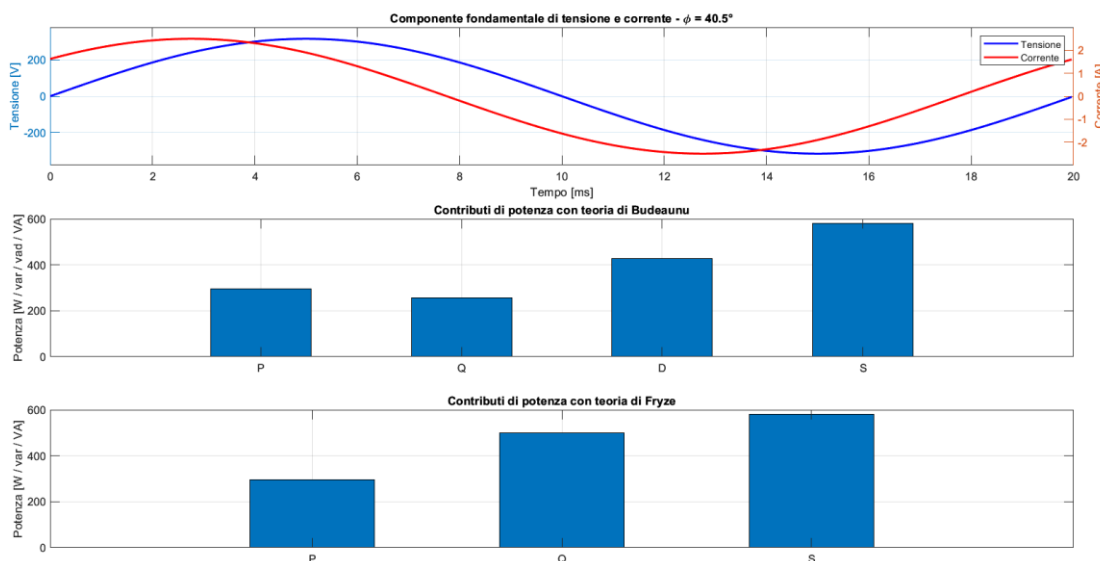 Componente fondamentale di tensione e corrente - ϕ = 40.5°
Tensione [V]
200
0
-200
Tensione
Corrente
2
1
0
-1
-2
Corrente [A]
0 2 4 6 8 10 12 14 16 18 20
Tempo [ms]
Contributi di potenza con teoria di Budeaunu
Potenza [W / var / vad / VA]
600
400
200
0
P Q D S
Contributi di potenza con teoria di Fryze
Potenza [W / var / VA]
600
400
200
0
P Q S